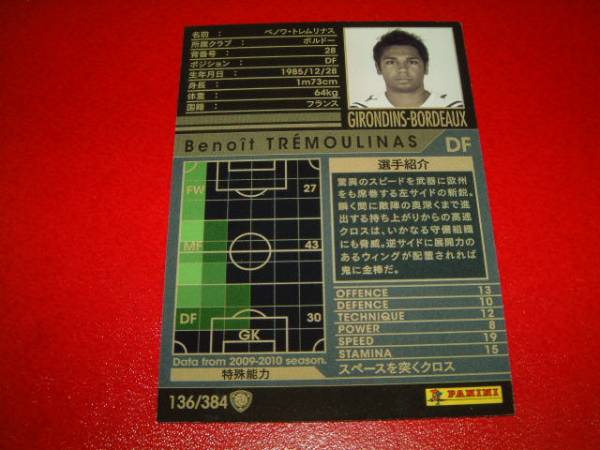 名前： ベノワ・トレムリナス
所属クラブ： ボルドー
背番号： 28
ポジション： DF
生年月日： 1985/12/28
身長： 1m73cm
体重： 64kg
国籍： フランス
GIRONDINS-BORDEAUX
Benoît TRÉMOULINAS DF
FW 27
MF 43
DF 30
GK
Data from 2009-2010 season.
特殊能力
選手紹介
驚異のスピードを武器に欧州
をも席巻する左サイドの新鋭。
瞬く間に敵陣の奥深くまで進
出する持ち上がりからの高速
クロスは、いかなる守備組織
にも脅威。逆サイドに展開力の
あるウィングが配置されれば
鬼に金棒だ。
OFFENCE 13
DEFENCE 10
TECHNIQUE 12
POWER 8
SPEED 19
STAMINA 15
スペースを突くクロス
136/384
PANINI